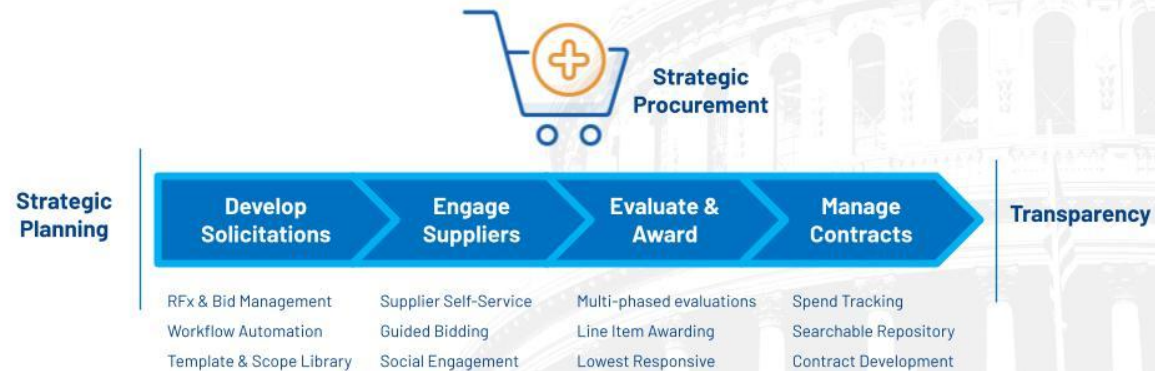 Strategic
Procurement
Strategic
Planning
Develop
Solicitations
Engage
Suppliers
Evaluate &
Award
Manage
Contracts
Transparency
RFx & Bid Management
Workflow Automation
Template & Scope Library
Supplier Self-Service
Guided Bidding
Social Engagement
Multi-phased evaluations
Line Item Awarding
Lowest Responsive
Spend Tracking
Searchable Repository
Contract Development